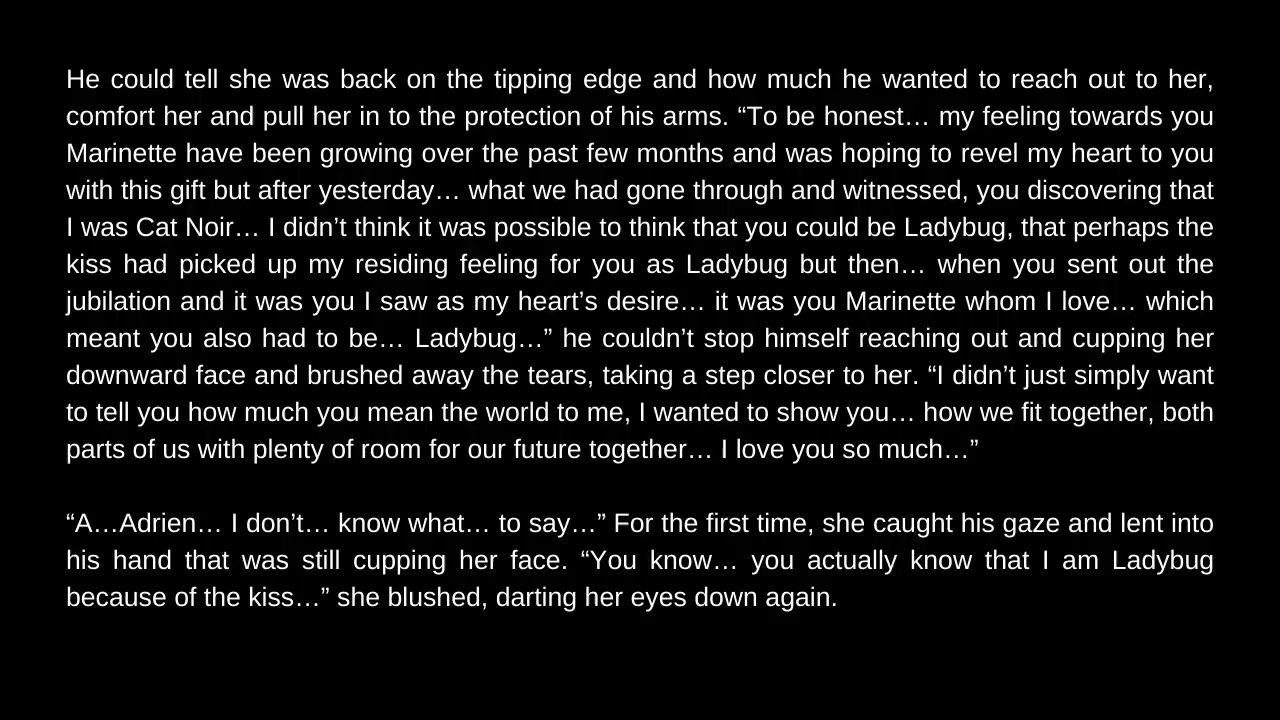 He could tell she was back on the tipping edge and how much he wanted to reach out to her,
comfort her and pull her in to the protection of his arms. “To be honest… my feeling towards you
Marinette have been growing over the past few months and was hoping to revel my heart to you
with this gift but after yesterday… what we had gone through and witnessed, you discovering that
I was Cat Noir… I didn’t think it was possible to think that you could be Ladybug, that perhaps the
kiss had picked up my residing feeling for you as Ladybug but then… when you sent out the
jubilation and it was you I saw as my heart’s desire… it was you Marinette whom I love… which
meant you also had to be… Ladybug…” he couldn’t stop himself reaching out and cupping her
downward face and brushed away the tears, taking a step closer to her. “I didn’t just simply want
to tell you how much you mean the world to me, I wanted to show you… how we fit together, both
parts of us with plenty of room for our future together… I love you so much…”
“A…Adrien… I don’t… know what… to say…” For the first time, she caught his gaze and lent into
his hand that was still cupping her face. “You know… you actually know that I am Ladybug
because of the kiss…” she blushed, darting her eyes down again.